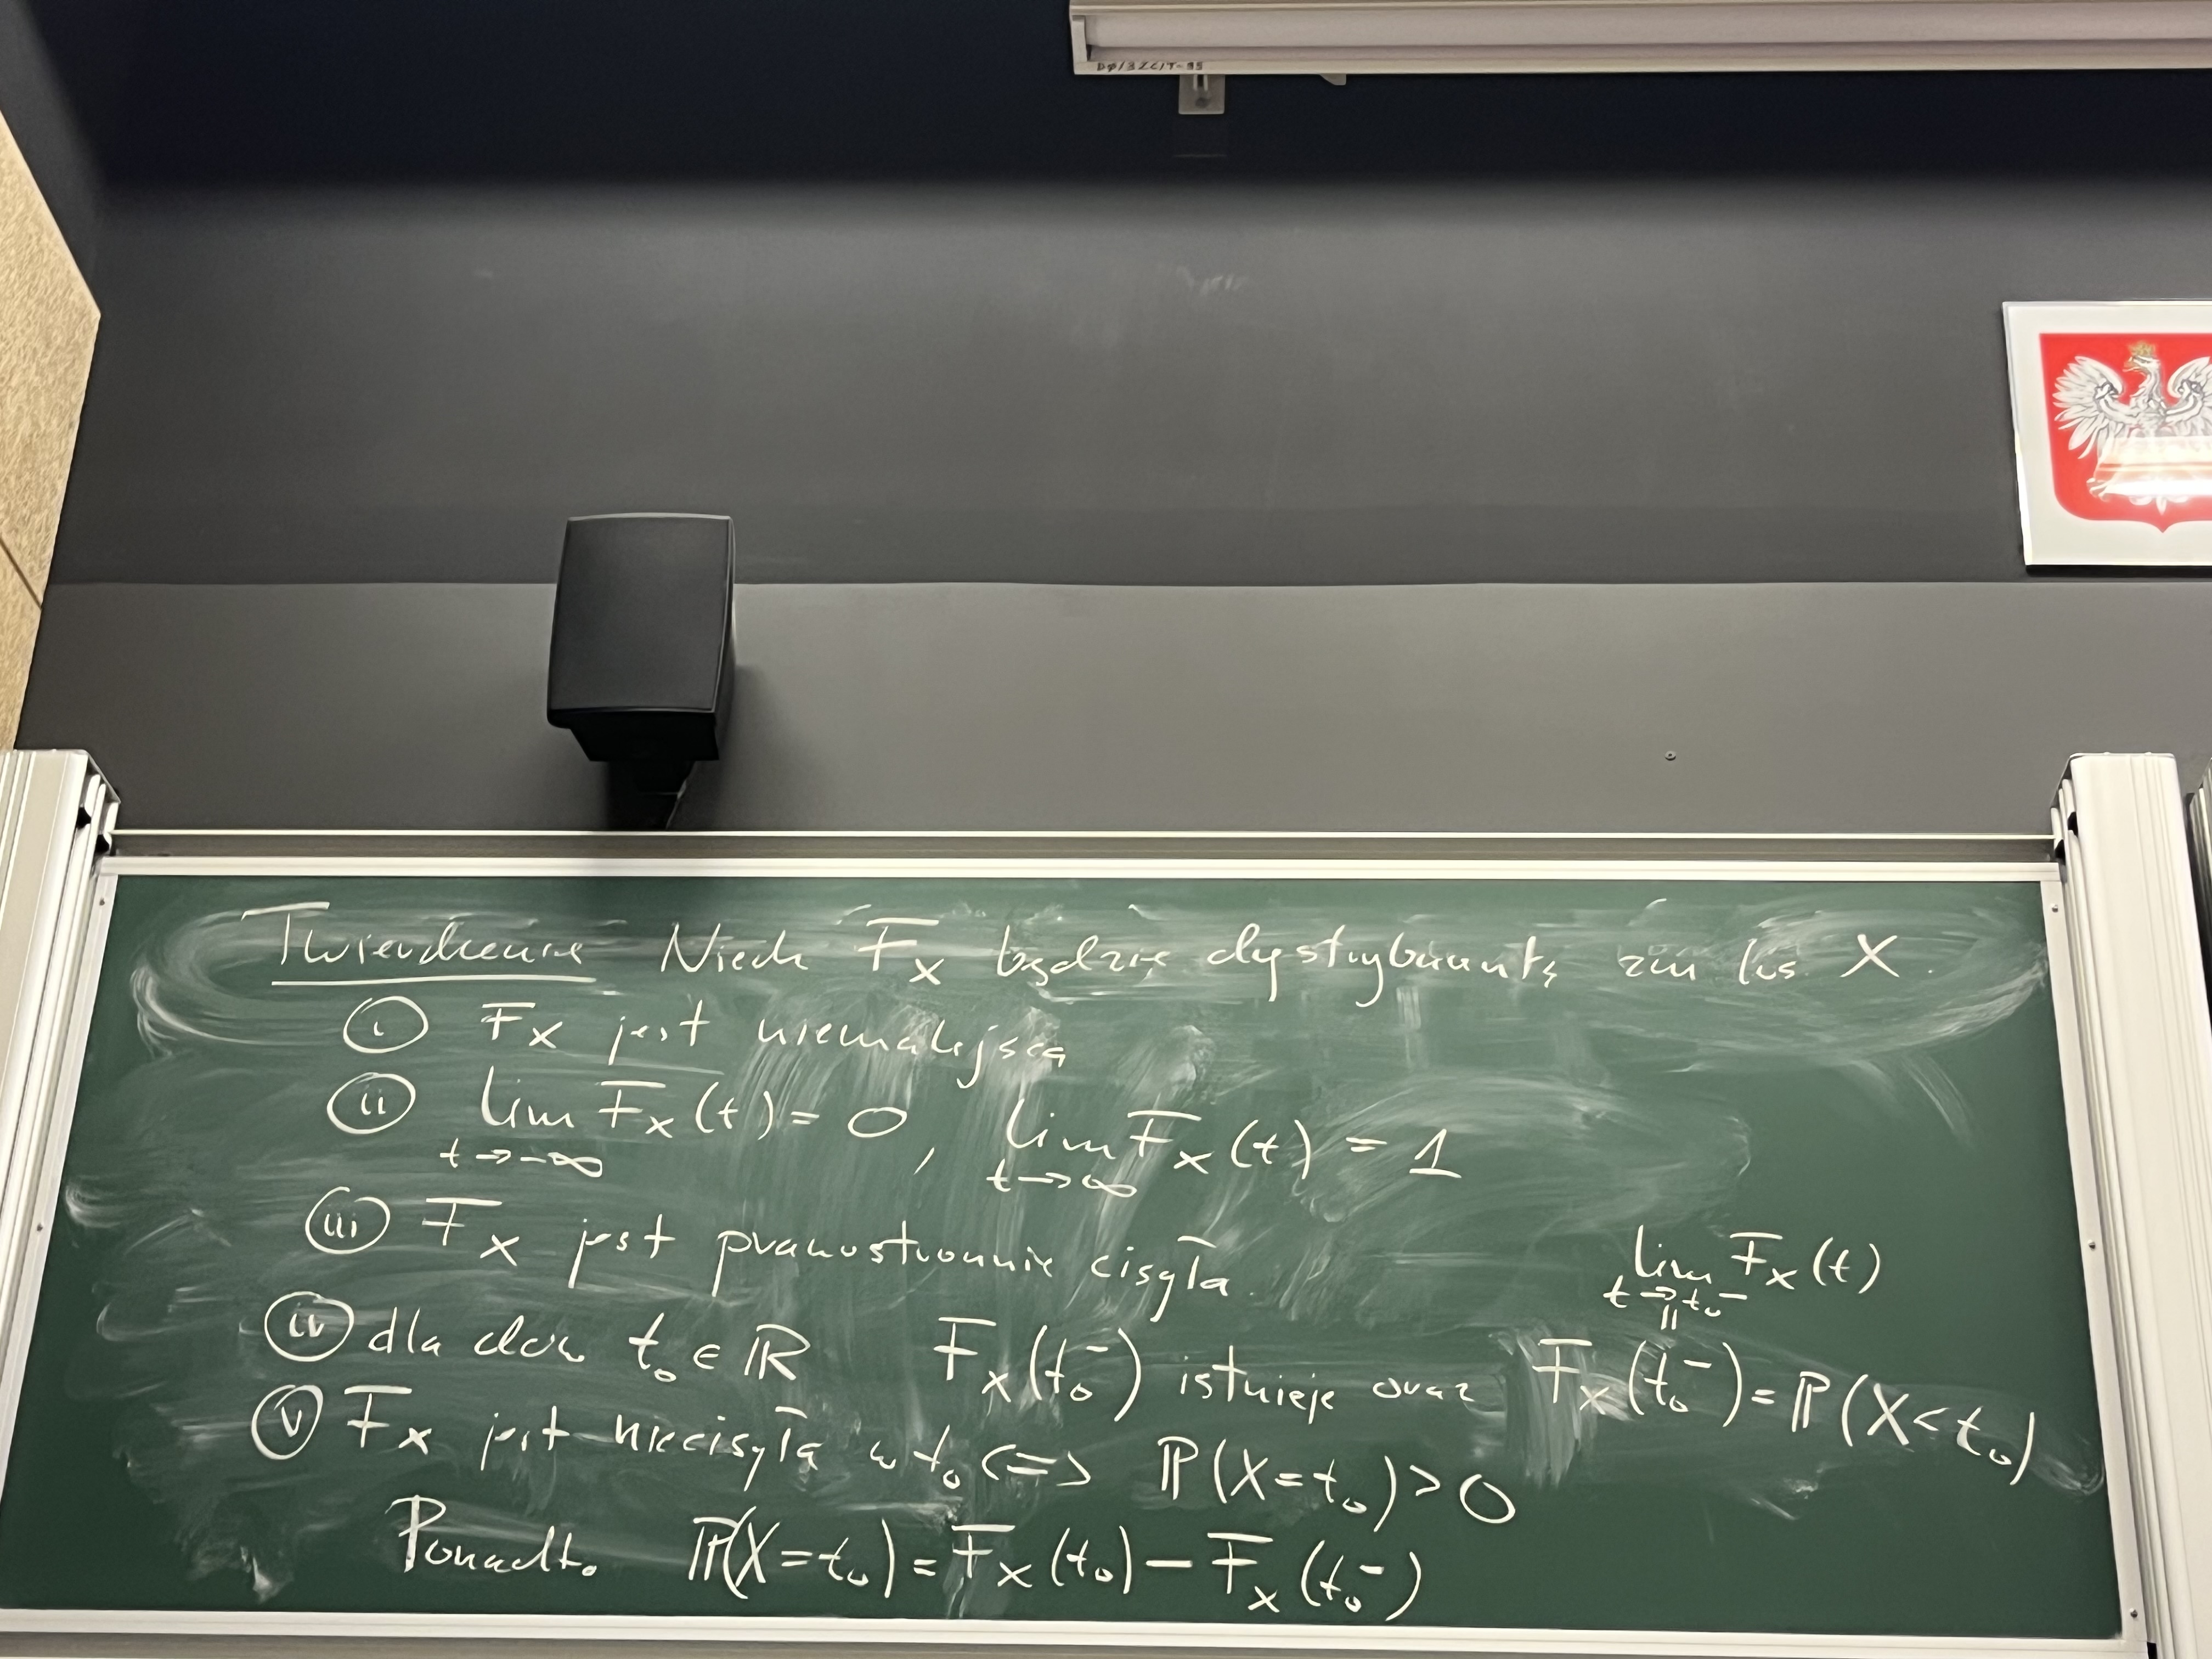 Twierdzenie Niech F_X będzie dystrybuantą zm los X.
(i) F_X jest niemalejąca
(ii) lim_{t→-∞} F_X(t) = 0, lim_{t→∞} F_X(t) = 1
(iii) F_X jest prawostronnie ciągła.
lim_{t→t_0^-} F_X(t)
||
(iv) dla dow t_0 ∈ ℝ F_X(t_0^-) istnieje oraz F_X(t_0^-) = ℙ(X < t_0)
(v) F_X jest nieciągła w t_0 <=> ℙ(X = t_0) > 0
Ponadto ℙ(X = t_0) = F_X(t_0) - F_X(t_0^-)